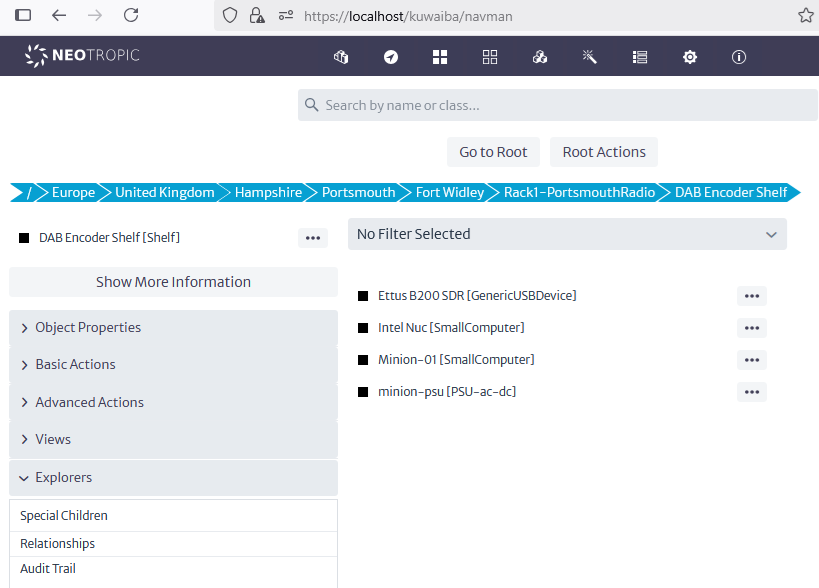 https://localhost/kuwaiba/navman
NEOTROPIC
Search by name or class...
Go to Root Root Actions
/ Europe United Kingdom Hampshire Portsmouth Fort Widley Rack1-PortsmouthRadio DAB Encoder Shelf
DAB Encoder Shelf [Shelf]
No Filter Selected
Show More Information
Object Properties
Basic Actions
Advanced Actions
Views
Explorers
Special Children
Relationships
Audit Trail
Ettus B200 SDR [GenericUSBDevice]
Intel Nuc [SmallComputer]
Minion-01 [SmallComputer]
minion-psu [PSU-ac-dc]